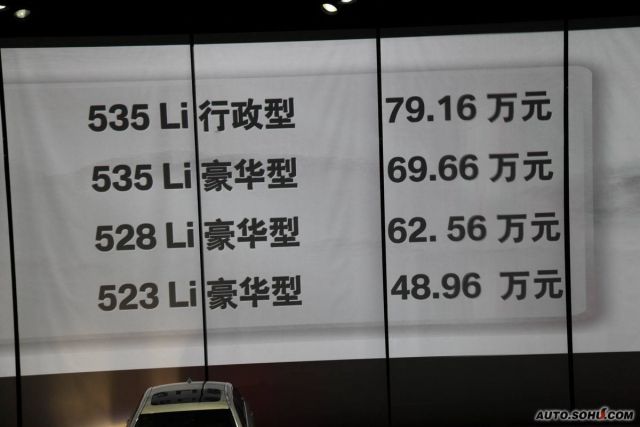 535 Li 行政型 79.16 万元
535 Li 豪华型 69.66 万元
528 Li 豪华型 62.56 万元
523 Li 豪华型 48.96 万元
AUTO.SOHU.COM